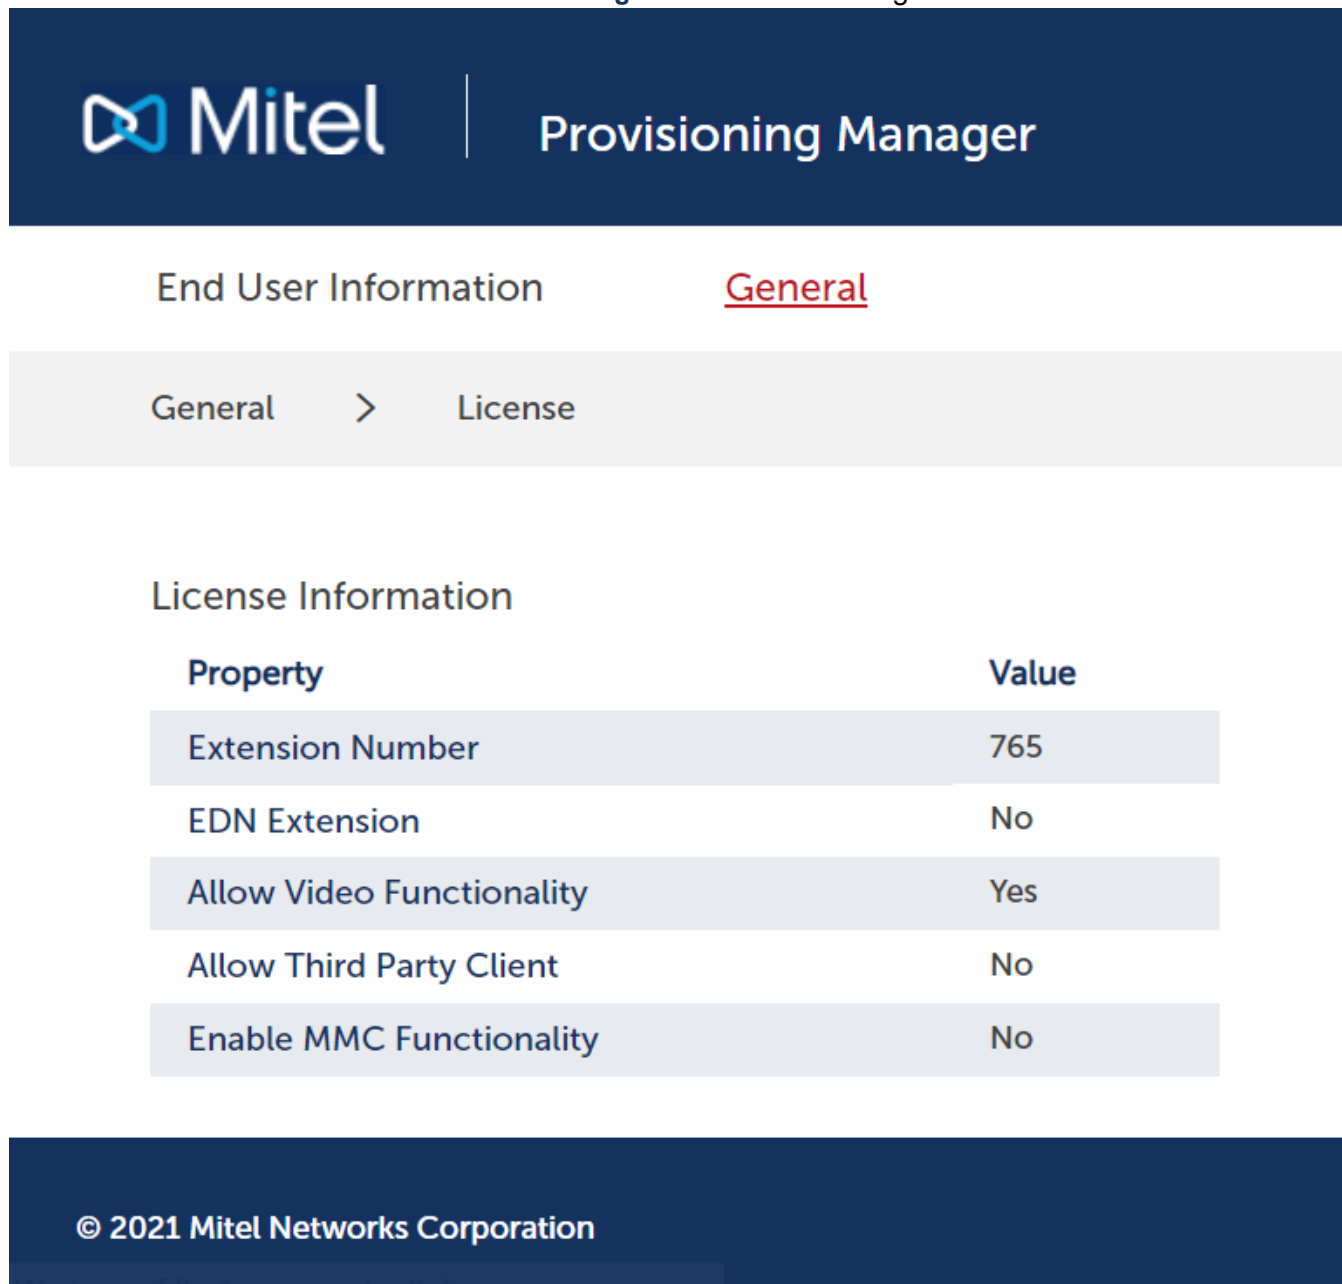 Mitel
Provisioning Manager
End User Information General
General > License
License Information
Property Value
Extension Number 765
EDN Extension No
Allow Video Functionality Yes
Allow Third Party Client No
Enable MMC Functionality No
© 2021 Mitel Networks Corporation